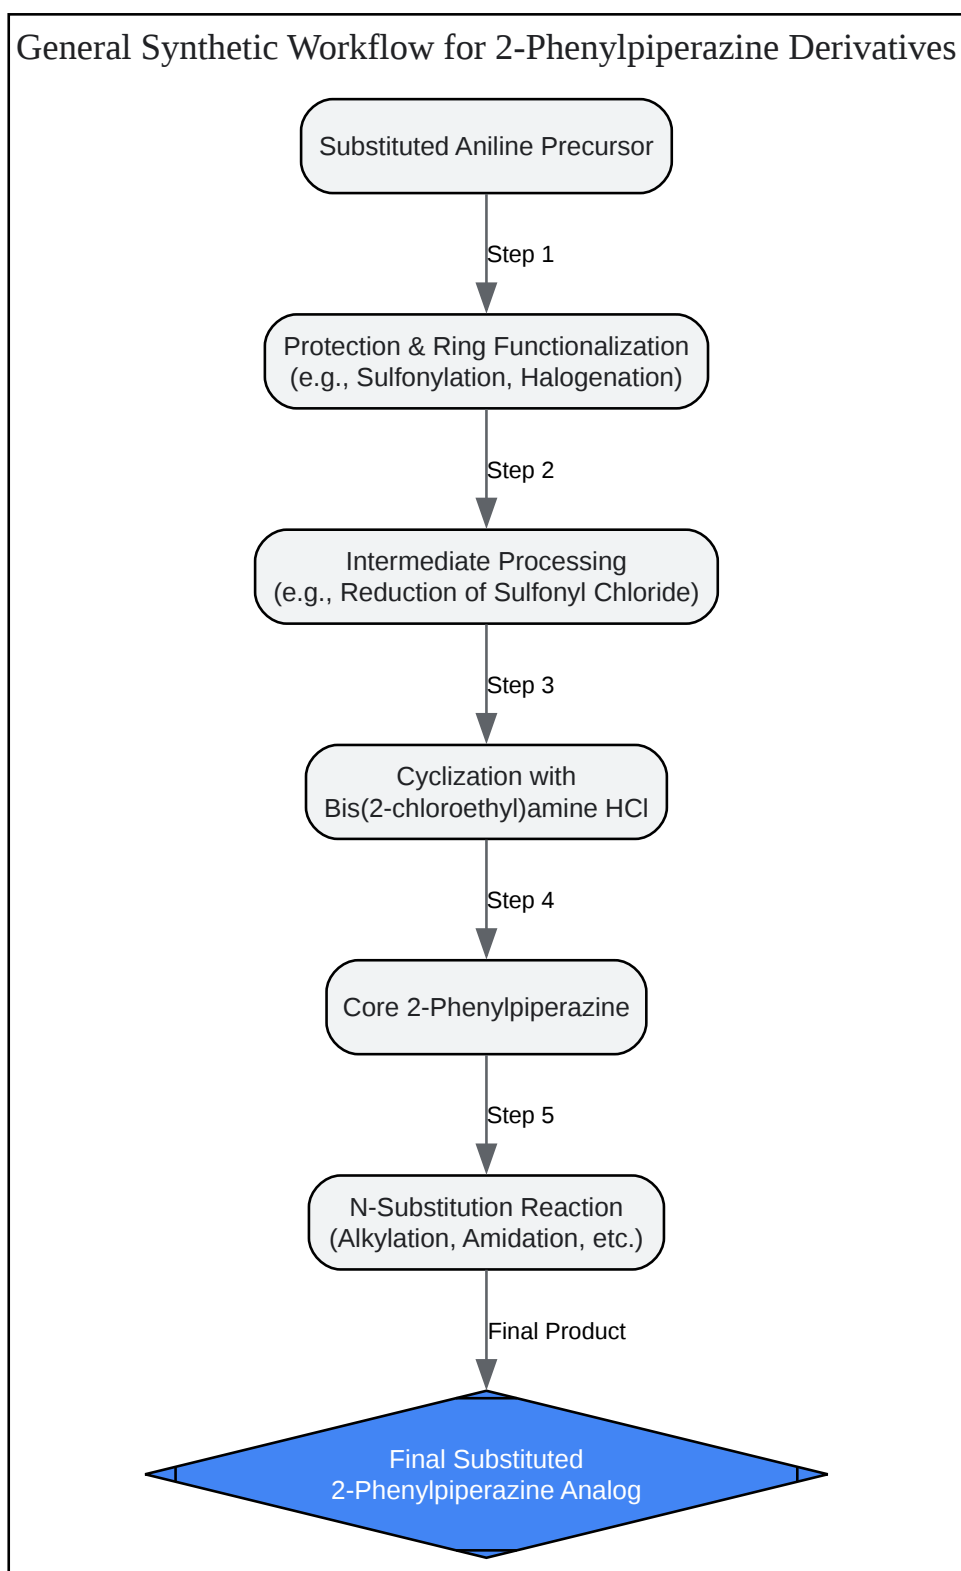 General Synthetic Workflow for 2-Phenylpiperazine Derivatives
Substituted Aniline Precursor
Step 1
Protection & Ring Functionalization
(e.g., Sulfonylation, Halogenation)
Step 2
Intermediate Processing
(e.g., Reduction of Sulfonyl Chloride)
Step 3
Cyclization with
Bis(2-chloroethyl)amine HCl
Step 4
Core 2-Phenylpiperazine
Step 5
N-Substitution Reaction
(Alkylation, Amidation, etc.)
Final Product
Final Substituted
2-Phenylpiperazine Analog